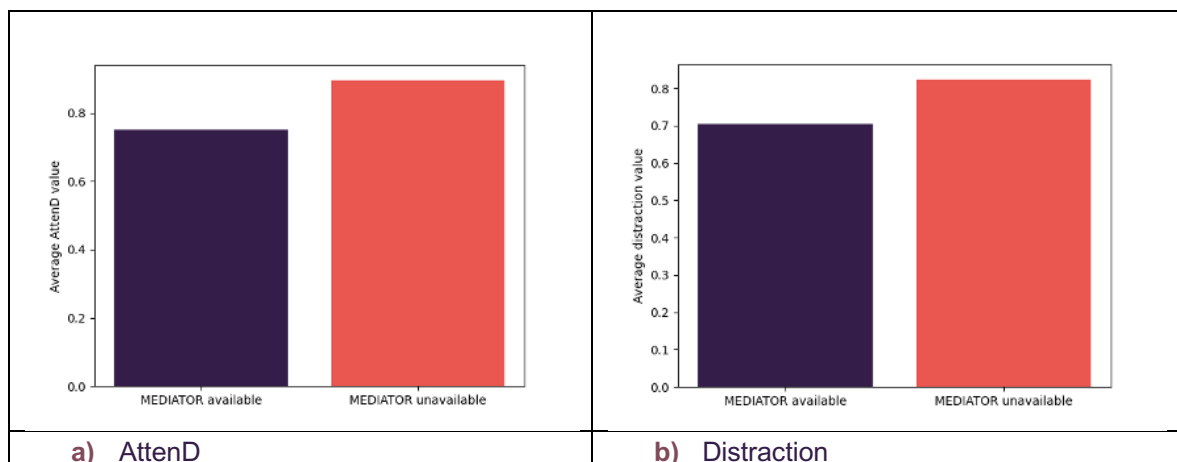 Average AttenD value
0.8
0.6
0.4
0.2
0.0
MEDIATOR available MEDIATOR unavailable
a) AttenD
Average distraction value
0.8
0.7
0.6
0.5
0.4
0.3
0.2
0.1
0.0
MEDIATOR available MEDIATOR unavailable
b) Distraction